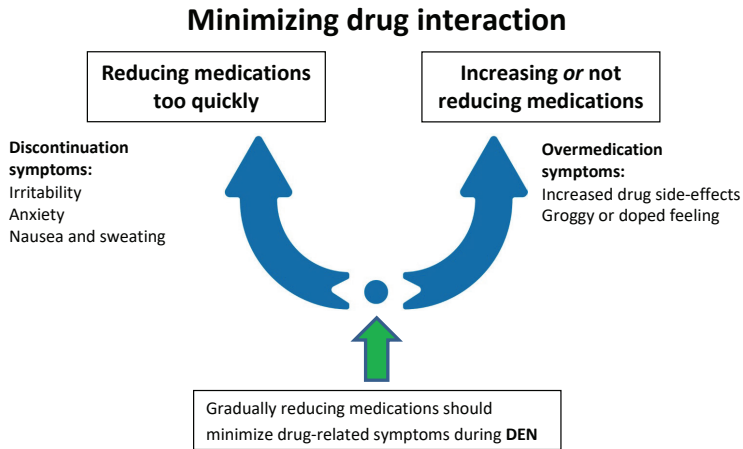 Minimizing drug interaction
Reducing medications
too quickly
Increasing or not
reducing medications
Discontinuation
symptoms:
Irritability
Anxiety
Nausea and sweating
Overmedication
symptoms:
Increased drug side-effects
Groggy or doped feeling
Gradually reducing medications should
minimize drug-related symptoms during DEN